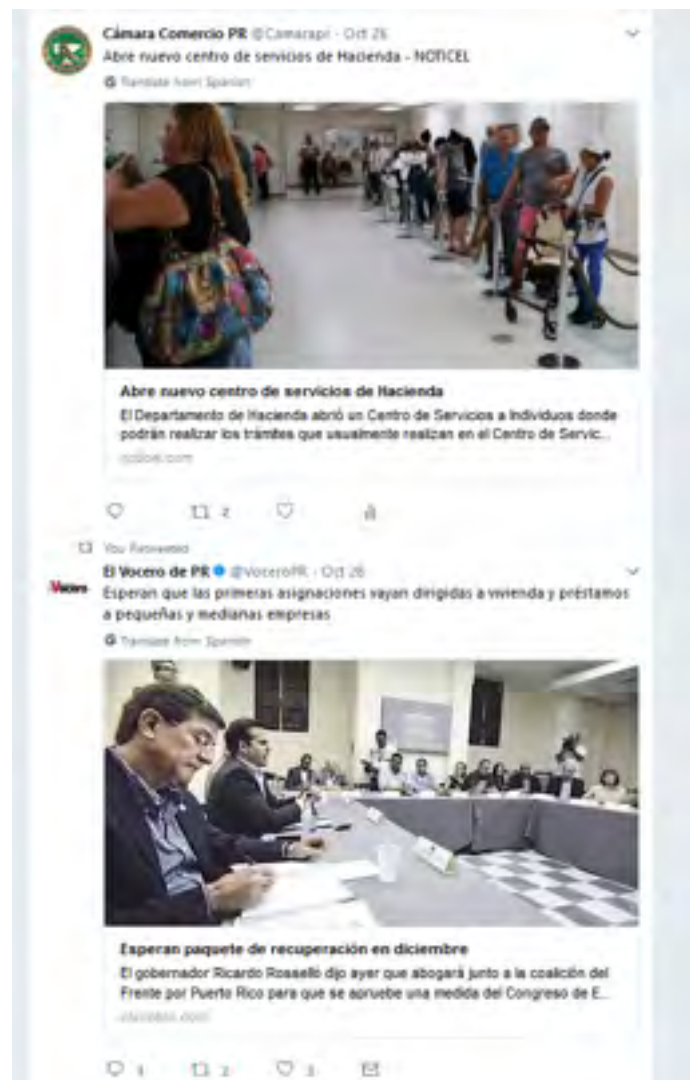 Cámara Comercio PR @Camarapr · Oct 26
Abre nuevo centro de servicios de Hacienda - NOTICEL
Translate from Spanish
Abre nuevo centro de servicios de Hacienda
El Departamento de Hacienda abrió un Centro de Servicios a Individuos donde
podrán realizar los trámites que usualmente realizan en el Centro de Servic...
noticel.com
2
You Retweeted
El Vocero de PR @VoceroPR · Oct 26
Vocero
Esperan que las primeras asignaciones vayan dirigidas a vivienda y préstamos
a pequeñas y medianas empresas
Translate from Spanish
Esperan paquete de recuperación en diciembre
El gobernador Ricardo Rosselló dijo ayer que abogará junto a la coalición del
Frente por Puerto Rico para que se apruebe una medida del Congreso de E...
2